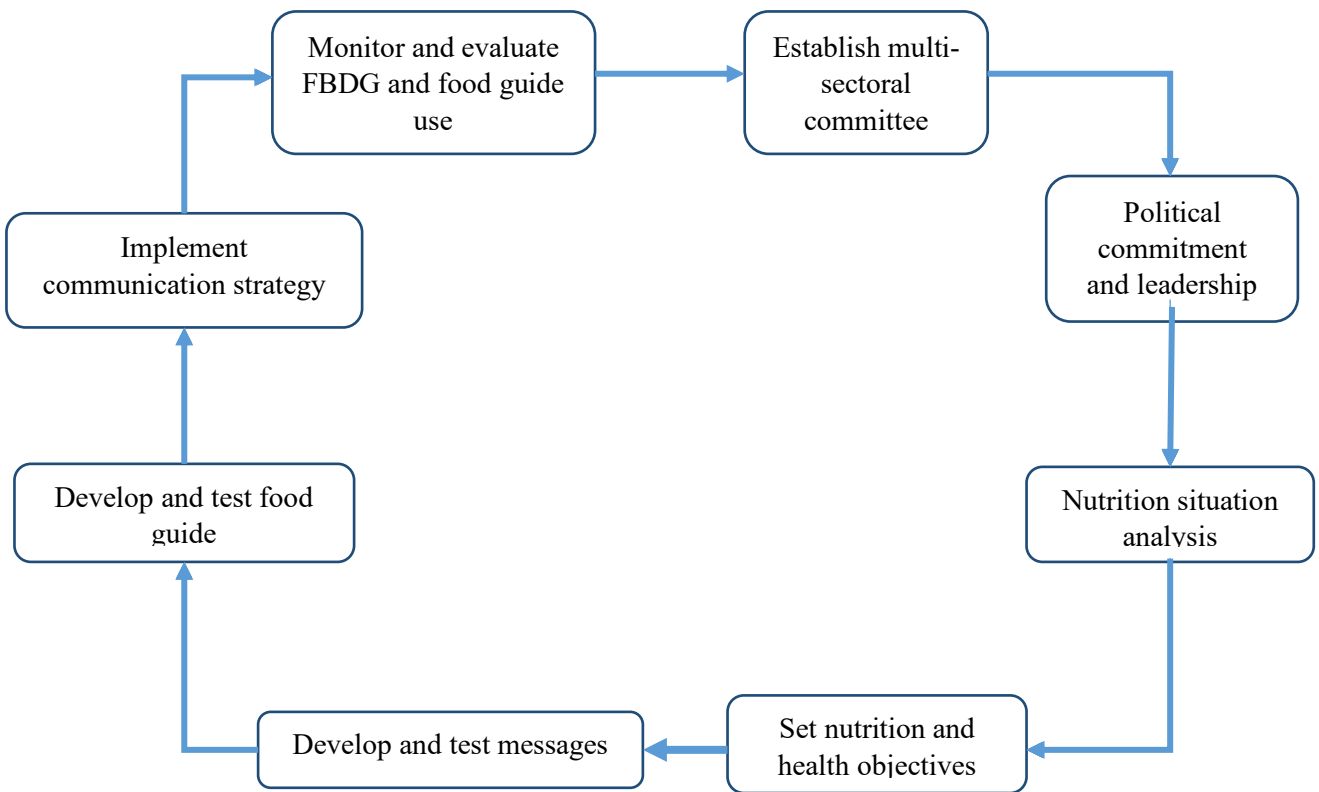 Monitor and evaluate
FBDG and food guide
use
Establish multi-
sectoral
committee
Political
commitment
and leadership
Nutrition situation
analysis
Set nutrition and
health objectives
Develop and test messages
Develop and test food
guide
Implement
communication strategy